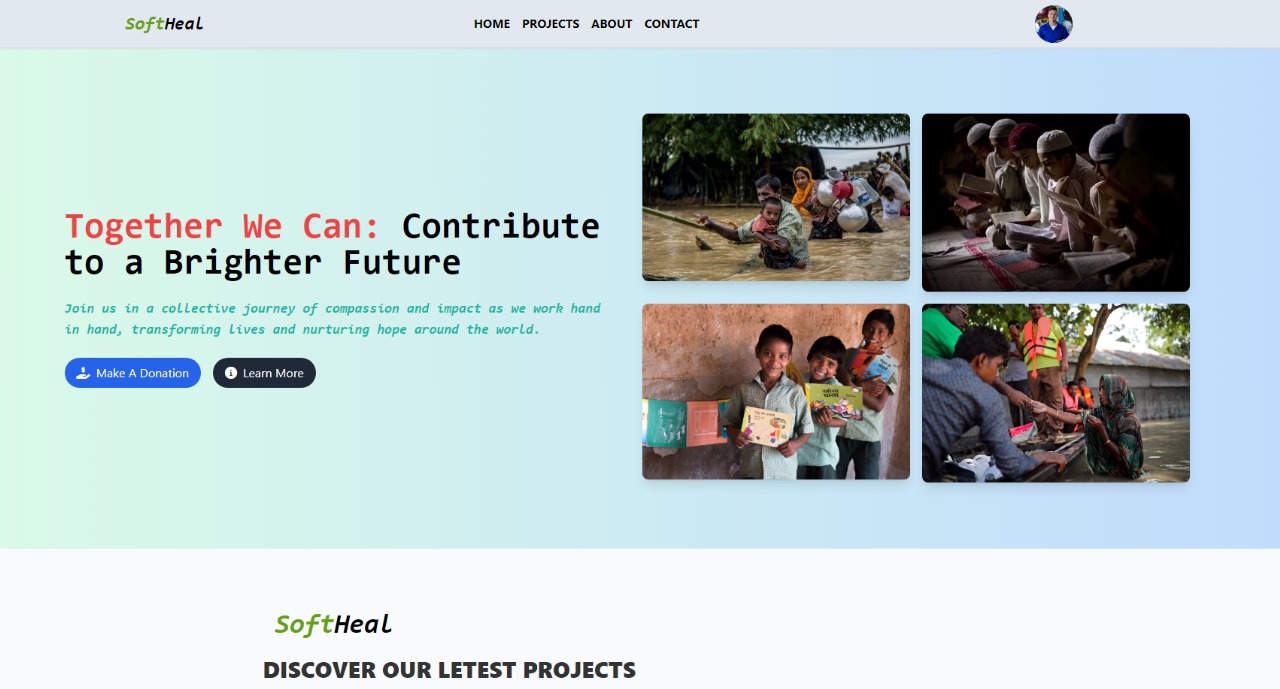 SoftHeal
HOME PROJECTS ABOUT CONTACT
Together We Can: Contribute
to a Brighter Future
Join us in a collective journey of compassion and impact as we work hand
in hand, transforming lives and nurturing hope around the world.
Make A Donation Learn More
SoftHeal
DISCOVER OUR LETEST PROJECTS